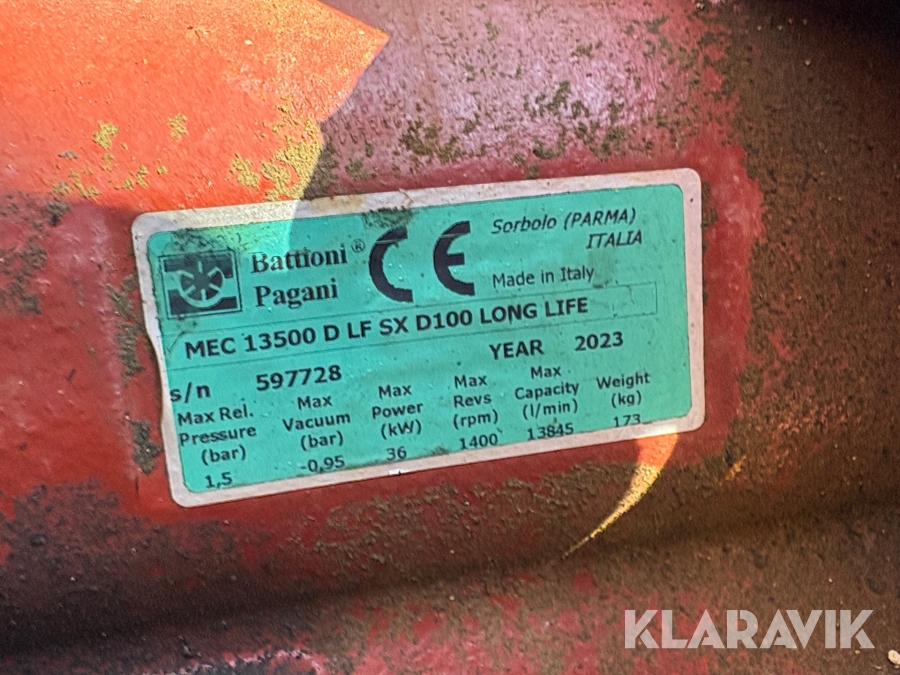 Battioni®
Pagani
CE
Sorbolo (PARMA)
ITALIA
Made in Italy
MEC 13500 D LF SX D100 LONG LIFE
s/n 597728 YEAR 2023
Max Rel. Pressure (bar) Max Vacuum (bar) Max Power (kW) Max Revs (rpm) Max Capacity (l/min) Weight (kg)
1,5 -0,95 36 1400 13845 173
KLARAVIK